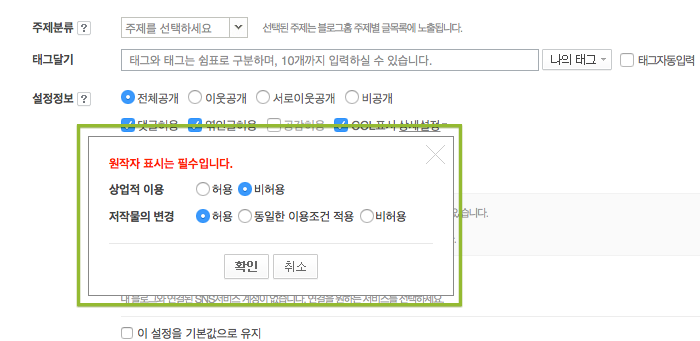 주제분류 ? 주제를 선택하세요 선택된 주제는 블로그홈 주제별 글목록에 노출됩니다.
태그달기 태그와 태그는 쉼표로 구분하며, 10개까지 입력하실 수 있습니다. 나의 태그 태그자동입력
설정정보 ? 전체공개 이웃공개 서로이웃공개 비공개
댓글허용 엮인글허용 공감허용 CCL표시 상세설정
원작자 표시는 필수입니다.
상업적 이용 허용 비허용
저작물의 변경 허용 동일한 이용조건 적용 비허용
있습니다.
확인 취소
내 블로그와 연결된 SNS서비스 계정이 없습니다. 연결을 원하는 서비스를 선택하세요.
이 설정을 기본값으로 유지